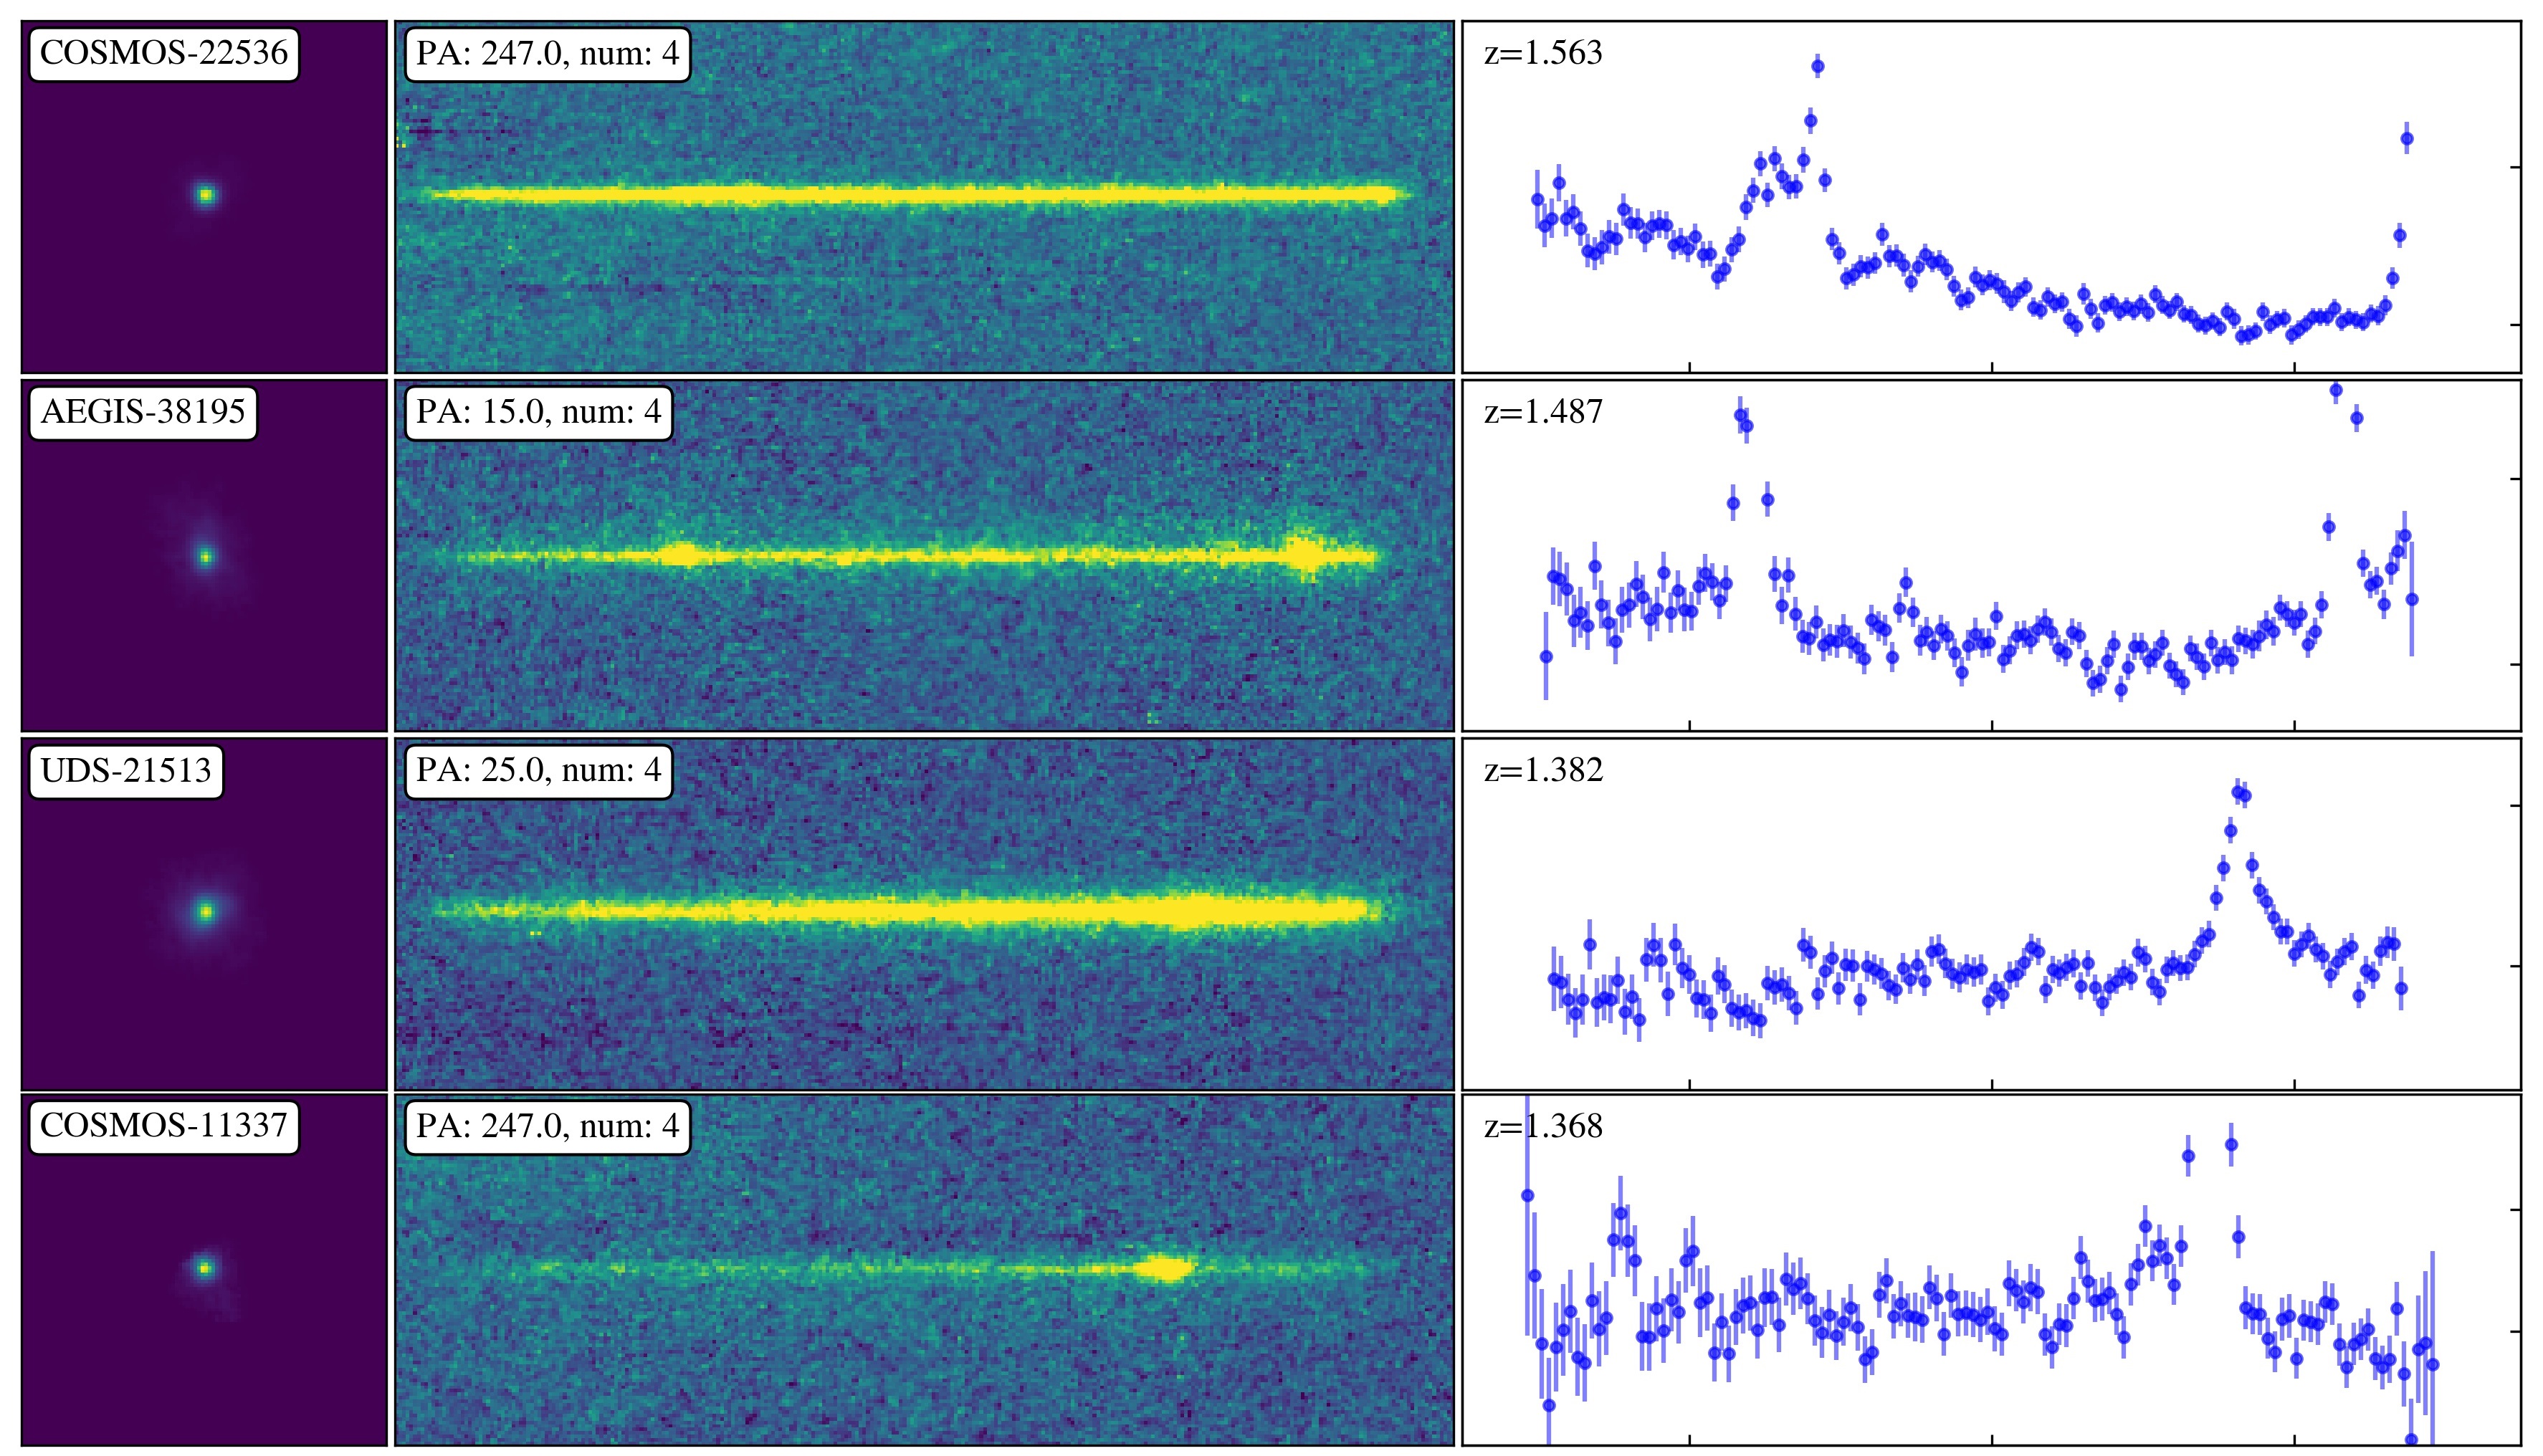 COSMOS-22536
PA: 247.0, num: 4
z=1.563
AEGIS-38195
PA: 15.0, num: 4
z=1.487
UDS-21513
PA: 25.0, num: 4
z=1.382
COSMOS-11337
PA: 247.0, num: 4
z=1.368